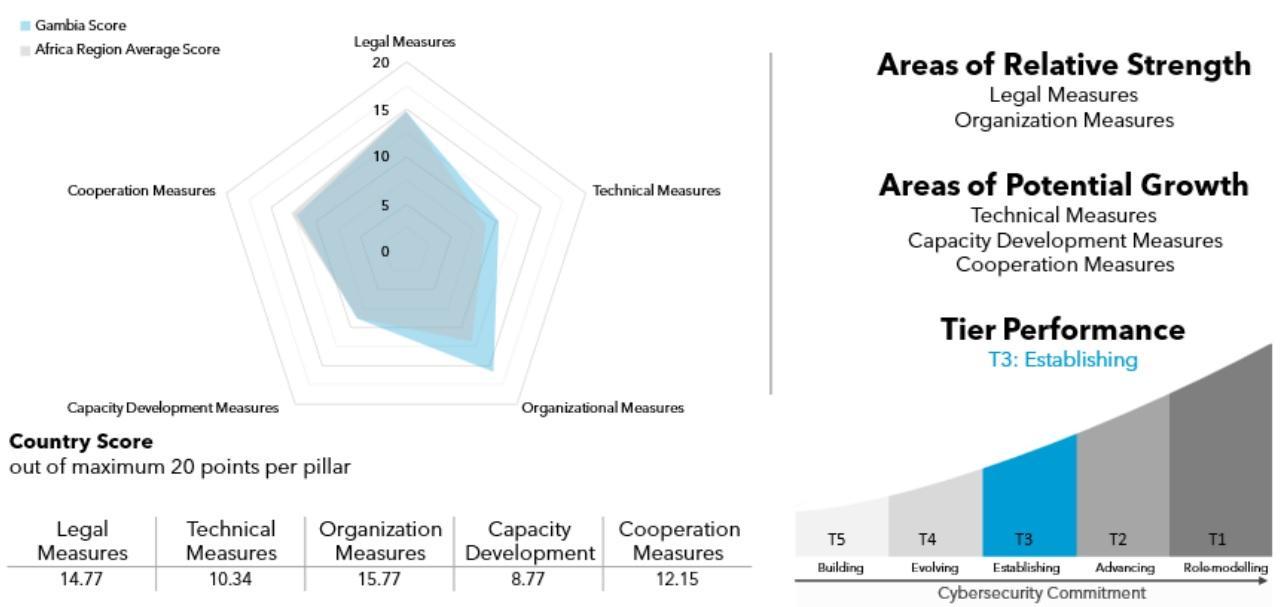 Gambia Score
Africa Region Average Score
Legal Measures
20
15
10
5
0
Cooperation Measures
Technical Measures
Capacity Development Measures
Organizational Measures
Country Score
out of maximum 20 points per pillar
Legal Measures
Technical Measures
Organization Measures
Capacity Development
Cooperation Measures
14.77
10.34
15.77
8.77
12.15
Areas of Relative Strength
Legal Measures
Organization Measures
Areas of Potential Growth
Technical Measures
Capacity Development Measures
Cooperation Measures
Tier Performance
T3: Establishing
T5
T4
T3
T2
T1
Building
Evolving
Establishing
Advancing
Role-modelling
Cybersecurity Commitment